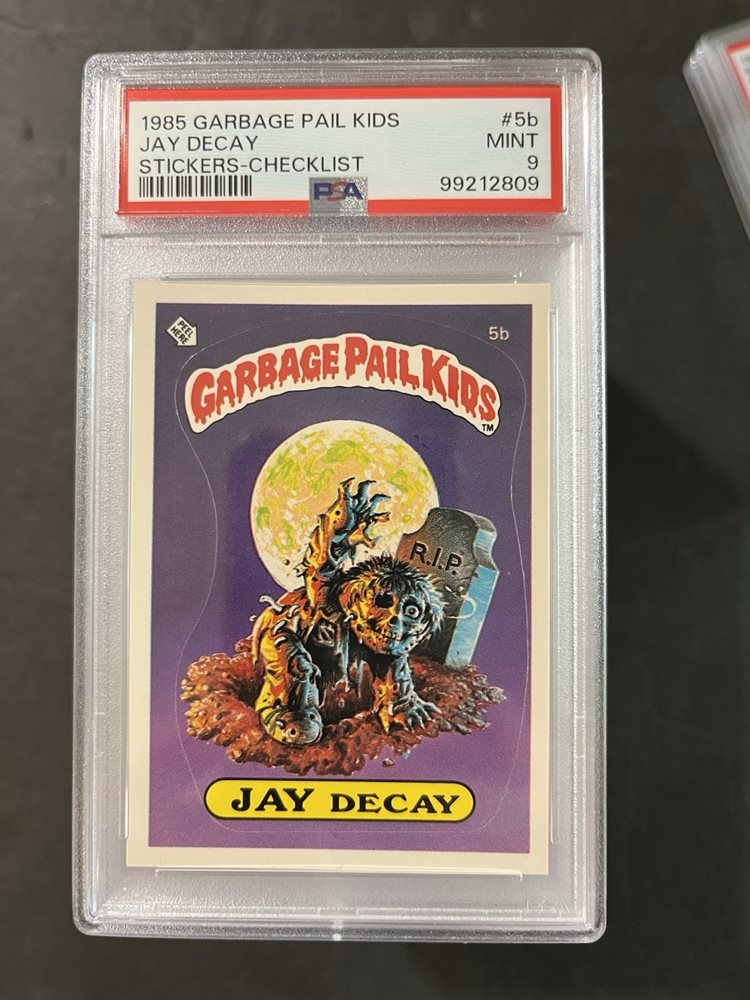 1985 GARBAGE PAIL KIDS #5b
JAY DECAY MINT
STICKERS-CHECKLIST 9
PSA 99212809
PEEL HERE
5b
GARBAGE PAIL KIDS
TM
R.I.P.
JAY DECAY